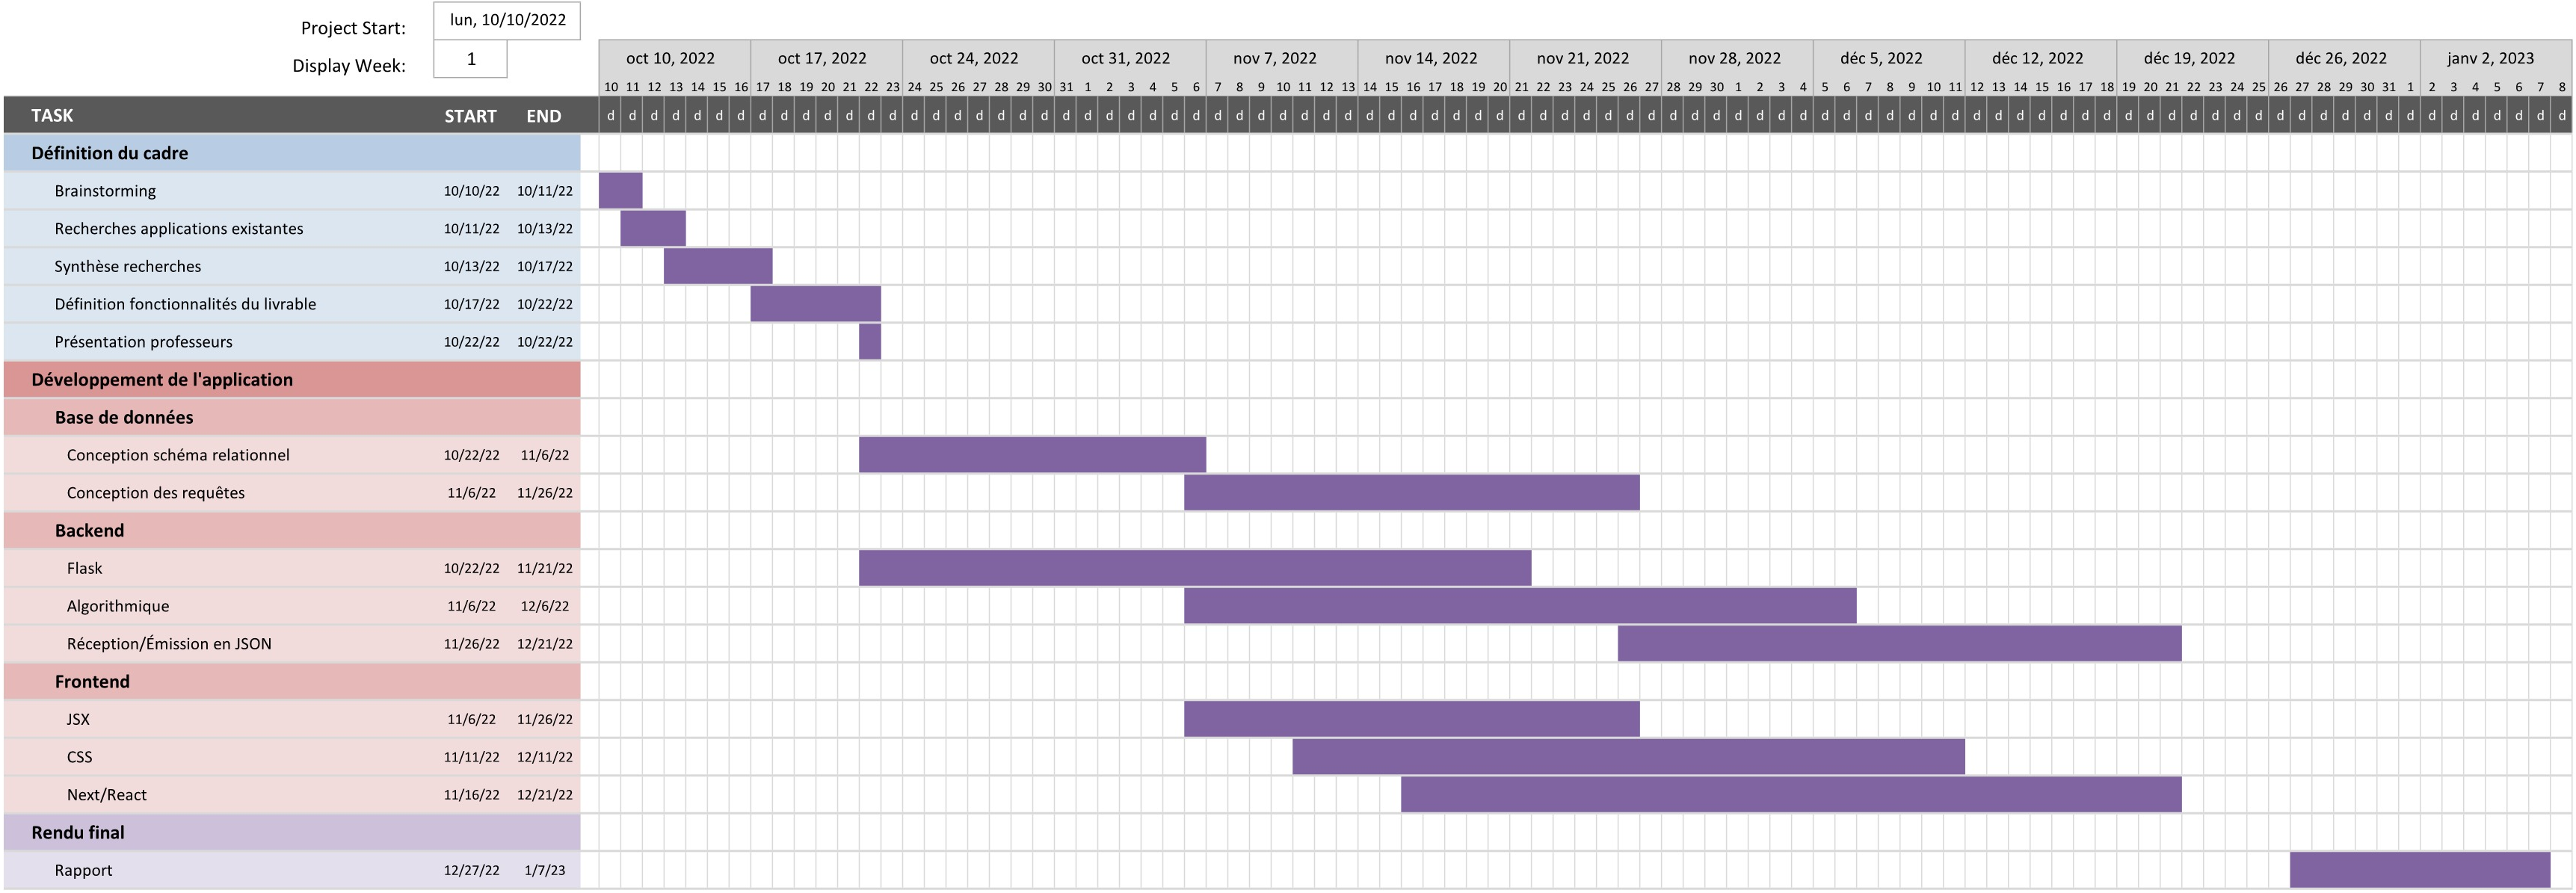 Project Start: lun, 10/10/2022
Display Week: 1
oct 10, 2022 oct 17, 2022 oct 24, 2022 oct 31, 2022 nov 7, 2022 nov 14, 2022 nov 21, 2022 nov 28, 2022 déc 5, 2022 déc 12, 2022 déc 19, 2022 déc 26, 2022 janv 2, 2023
10 11 12 13 14 15 16 17 18 19 20 21 22 23 24 25 26 27 28 29 30 31 1 2 3 4 5 6 7 8 9 10 11 12 13 14 15 16 17 18 19 20 21 22 23 24 25 26 27 28 29 30 1 2 3 4 5 6 7 8 9 10 11 12 13 14 15 16 17 18 19 20 21 22 23 24 25 26 27 28 29 30 31 1 2 3 4 5 6 7 8
TASK START END d d d d d d d d d d d d d d d d d d d d d d d d d d d d d d d d d d d d d d d d d d d d d d d d d d d d d d d d d d d d d d d d d d d d d d d d d d d d d d d d d d d d d d d d d d d
Définition du cadre
Brainstorming 10/10/22 10/11/22
Recherches applications existantes 10/11/22 10/13/22
Synthèse recherches 10/13/22 10/17/22
Définition fonctionnalités du livrable 10/17/22 10/22/22
Présentation professeurs 10/22/22 10/22/22
Développement de l'application
Base de données
Conception schéma relationnel 10/22/22 11/6/22
Conception des requêtes 11/6/22 11/26/22
Backend
Flask 10/22/22 11/21/22
Algorithmique 11/6/22 12/6/22
Réception/Émission en JSON 11/26/22 12/21/22
Frontend
JSX 11/6/22 11/26/22
CSS 11/11/22 12/11/22
Next/React 11/16/22 12/21/22
Rendu final
Rapport 12/27/22 1/7/23